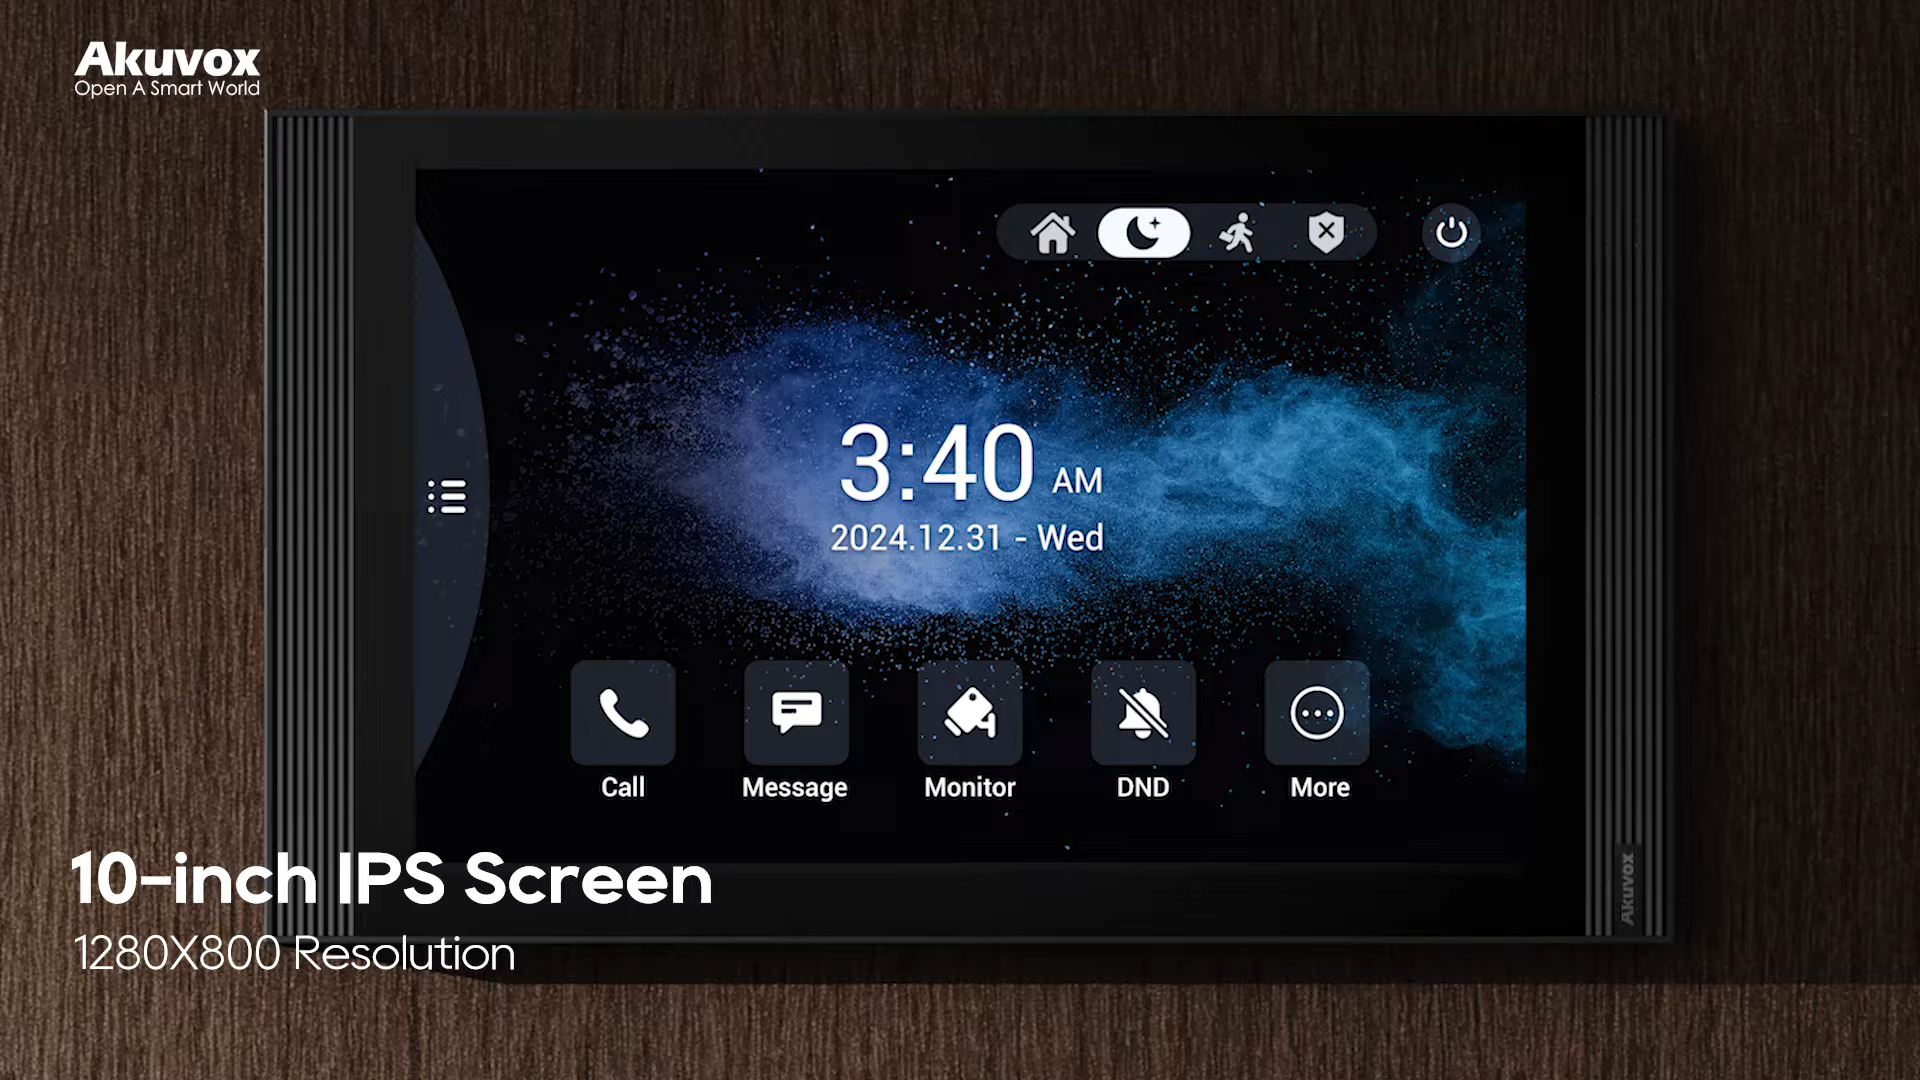 Akuvox
Open A Smart World
3:40 AM
2024.12.31 - Wed
Call
Message
Monitor
DND
More
10-inch IPS Screen
1280X800 Resolution
Akuvox